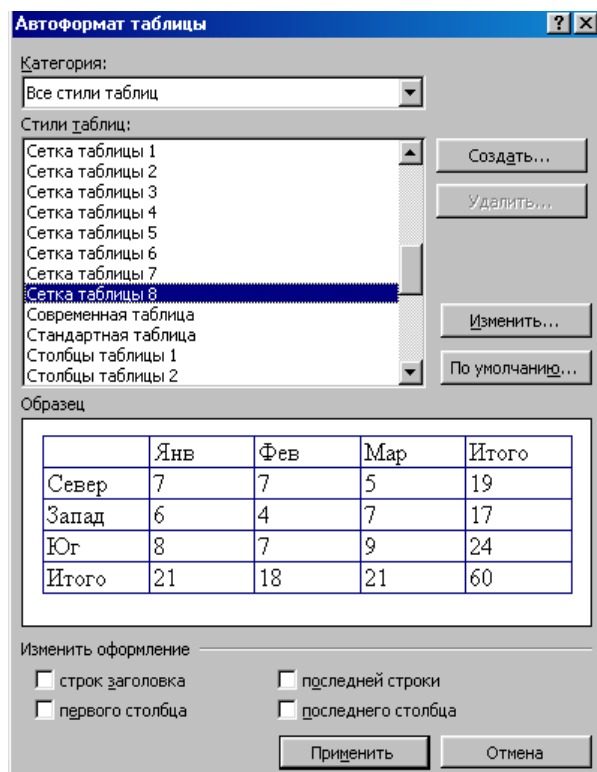 Автоформат таблицы
Категория:
Все стили таблиц
Стили таблиц:
Сетка таблицы 1
Сетка таблицы 2
Сетка таблицы 3
Сетка таблицы 4
Сетка таблицы 5
Сетка таблицы 6
Сетка таблицы 7
Сетка таблицы 8
Современная таблица
Стандартная таблица
Столбцы таблицы 1
Столбцы таблицы 2
Создать...
Удалить...
Изменить...
По умолчанию...
Образец
Янв Фев Мар Итого
Север 7 7 5 19
Запад 6 4 7 17
Юг 8 7 9 24
Итого 21 18 21 60
Изменить оформление
строк заголовка
последней строки
первого столбца
последнего столбца
Применить
Отмена